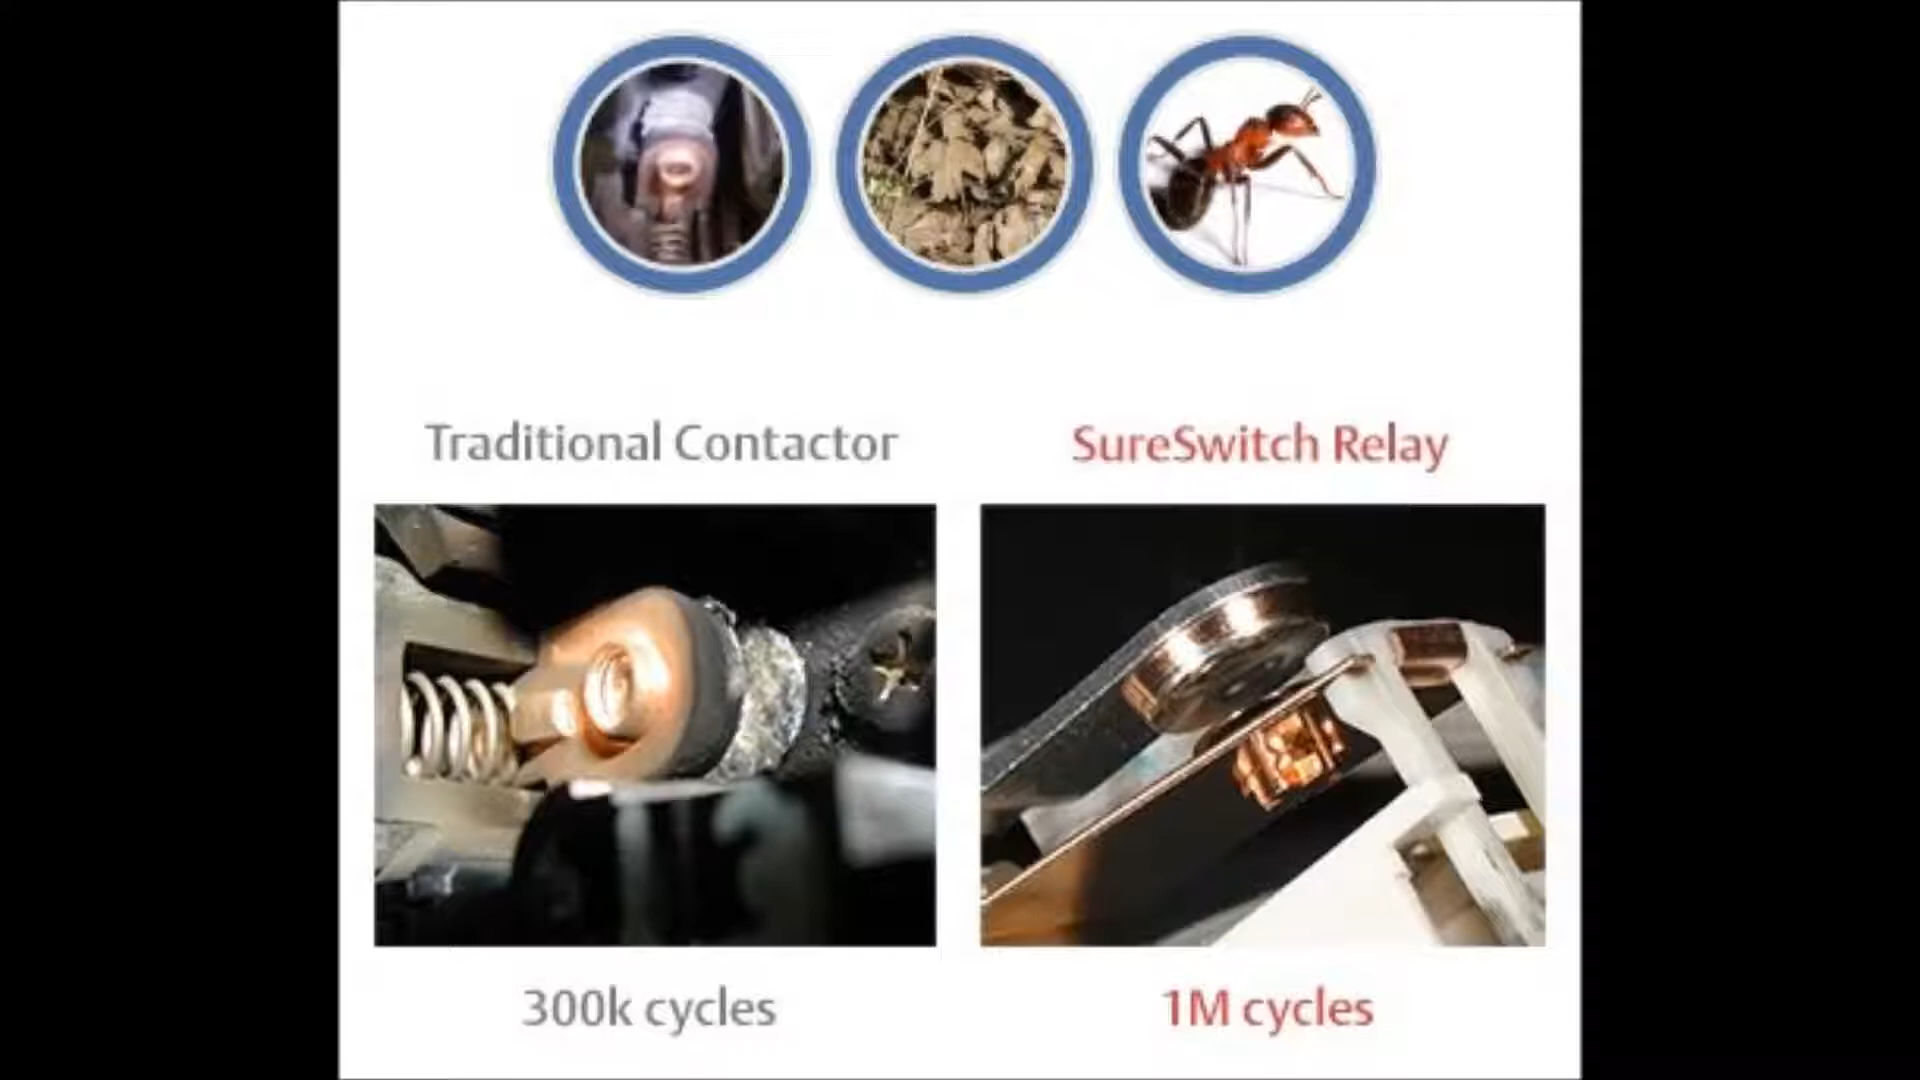 Traditional Contactor
SureSwitch Relay
300k cycles
1M cycles